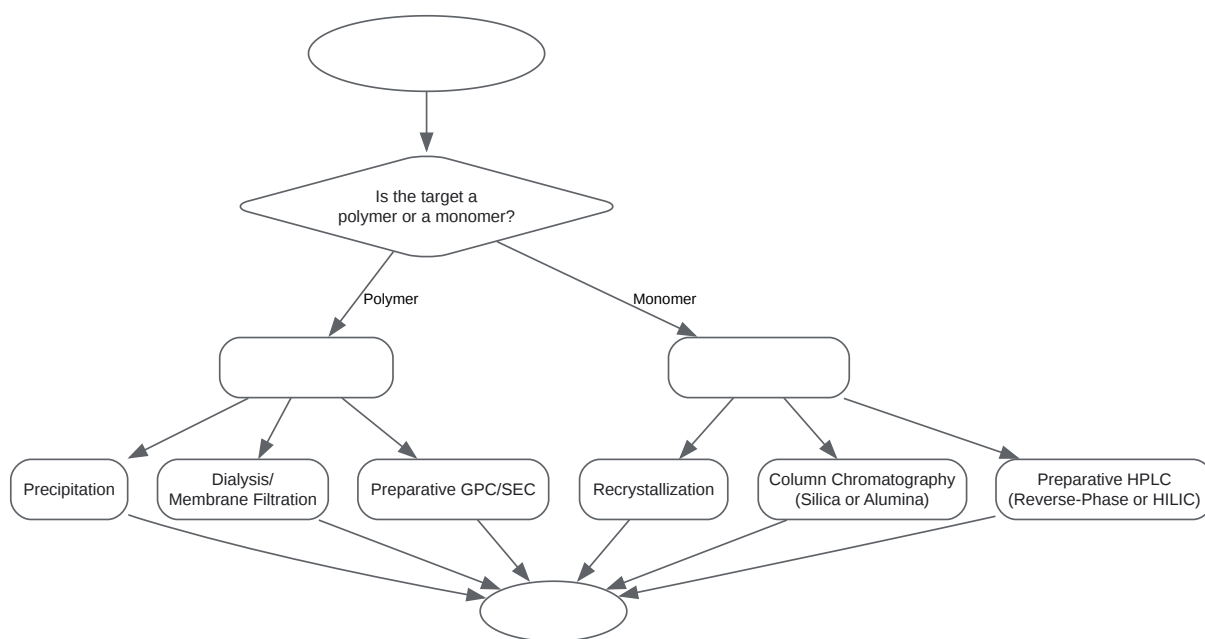 Is the target a
polymer or a monomer?
Polymer
Monomer
Precipitation
Dialysis/
Membrane Filtration
Preparative GPC/SEC
Recrystallization
Column Chromatography
(Silica or Alumina)
Preparative HPLC
(Reverse-Phase or HILIC)